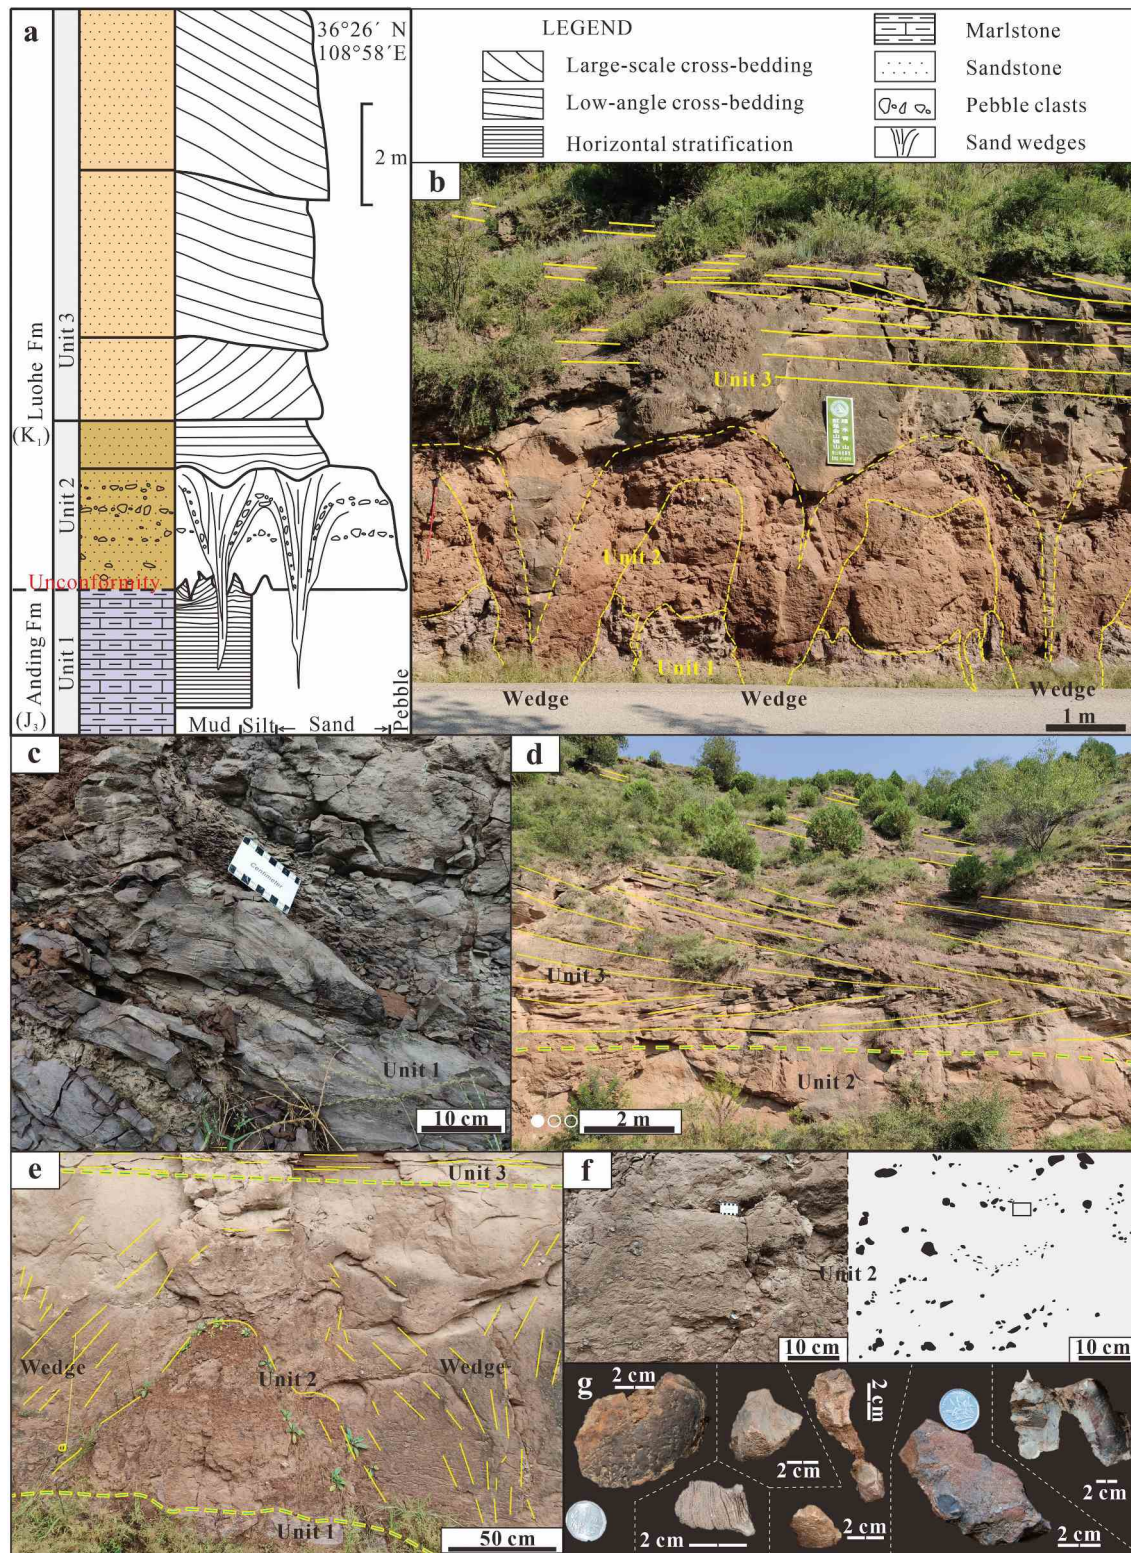 a
36°26′ N
108°58′E
2 m
Luohe Fm
(K₁)
Unit 3
Unit 2
Unconformity
Anding Fm
(J₃)
Unit 1
Mud
Silt
Sand
Pebble
LEGEND
Large-scale cross-bedding
Low-angle cross-bedding
Horizontal stratification
Marlstone
Sandstone
Pebble clasts
Sand wedges
b
Unit 3
Unit 2
Unit 1
Wedge
Wedge
Wedge
1 m
c
Centimeter
Unit 1
10 cm
d
Unit 3
Unit 2
2 m
e
Unit 3
Wedge
Unit 2
Wedge
Unit 1
50 cm
f
Unit 2
10 cm
10 cm
g
2 cm
2 cm
2 cm
2 cm
2 cm
2 cm
2 cm